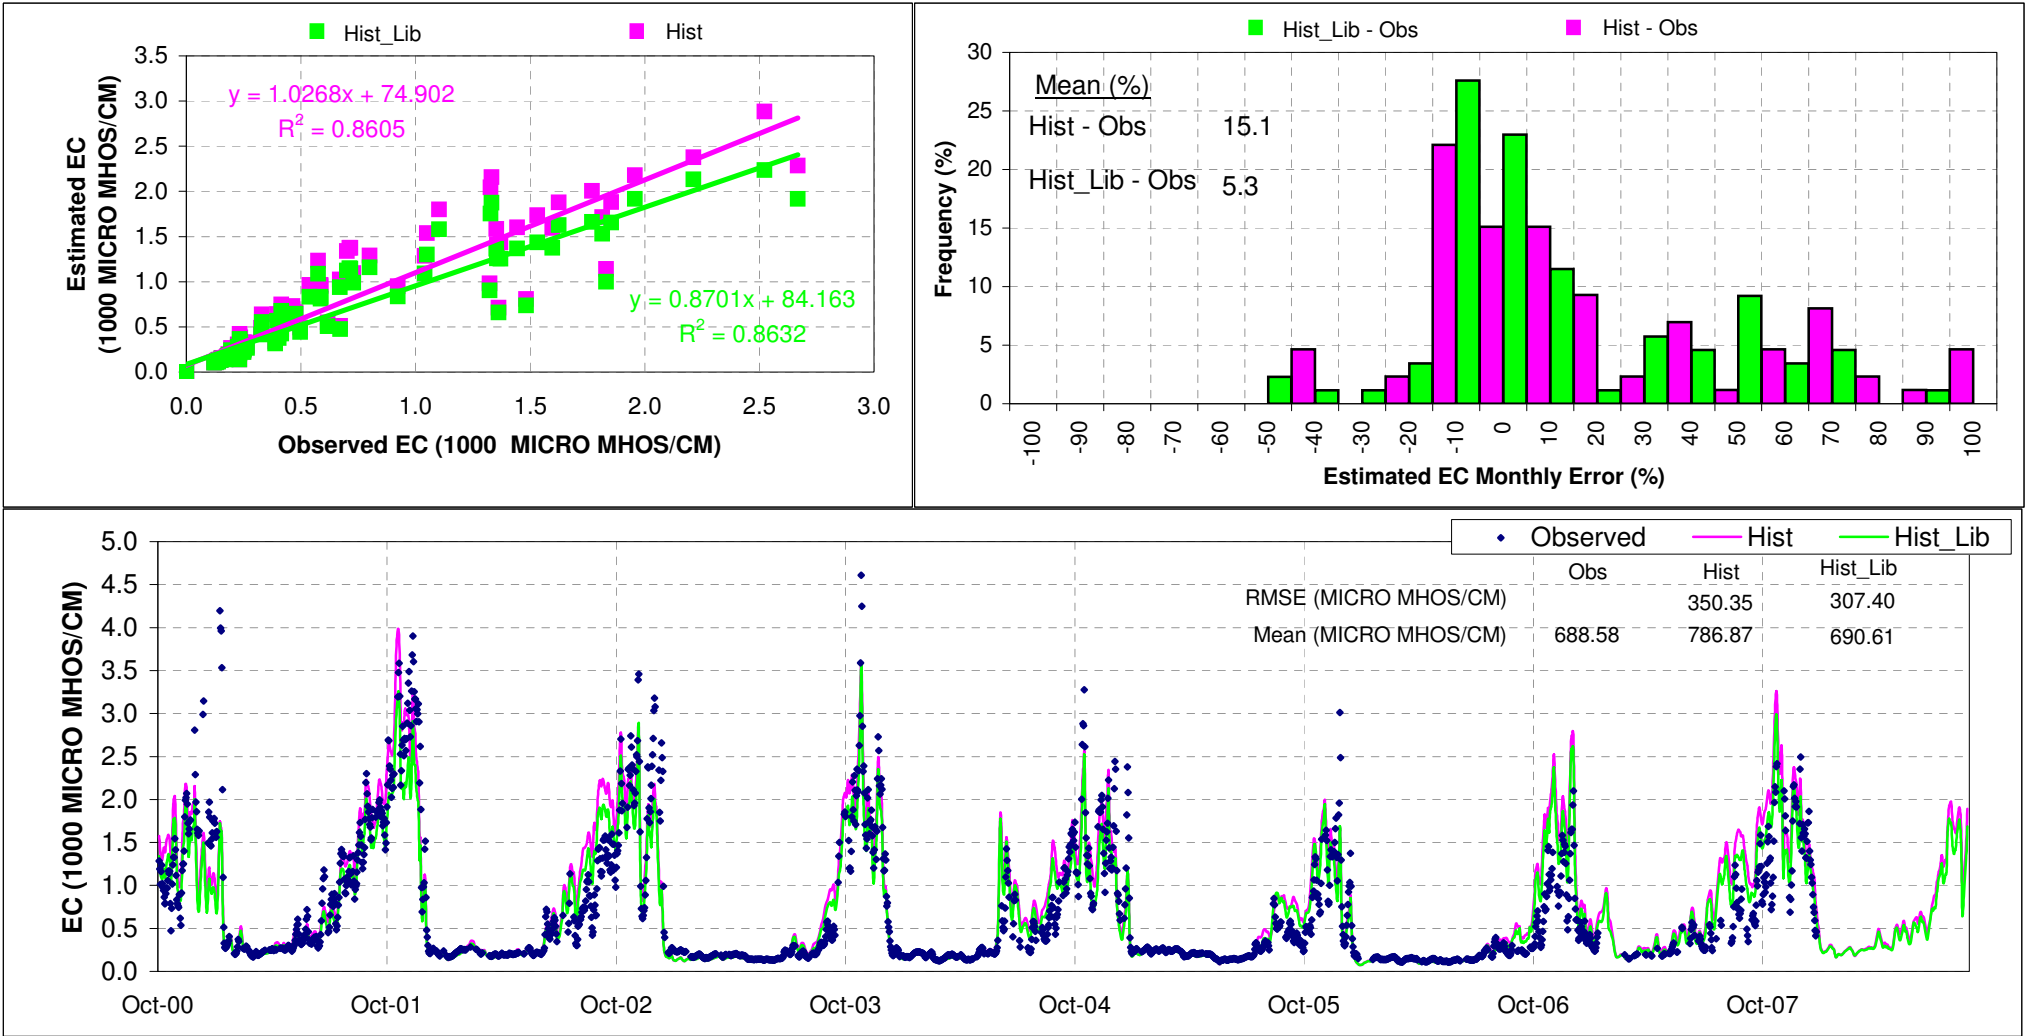 Hist_Lib Hist
3.5
3.0
2.5
2.0
1.5
1.0
0.5
0.0
Estimated EC
(1000 MICRO MHOS/CM)
y = 1.0268x + 74.902
R² = 0.8605
y = 0.8701x + 84.163
R² = 0.8632
0.0 0.5 1.0 1.5 2.0 2.5 3.0
Observed EC (1000 MICRO MHOS/CM)
Hist_Lib - Obs Hist - Obs
30
25
20
15
10
5
0
Frequency (%)
Mean (%)
Hist - Obs 15.1
Hist_Lib - Obs 5.3
-100 -90 -80 -70 -60 -50 -40 -30 -20 -10 0 10 20 30 40 50 60 70 80 90 100
Estimated EC Monthly Error (%)
Observed Hist Hist_Lib
Obs Hist Hist_Lib
RMSE (MICRO MHOS/CM) 350.35 307.40
Mean (MICRO MHOS/CM) 688.58 786.87 690.61
5.0
4.5
4.0
3.5
3.0
2.5
2.0
1.5
1.0
0.5
0.0
EC (1000 MICRO MHOS/CM)
Oct-00 Oct-01 Oct-02 Oct-03 Oct-04 Oct-05 Oct-06 Oct-07